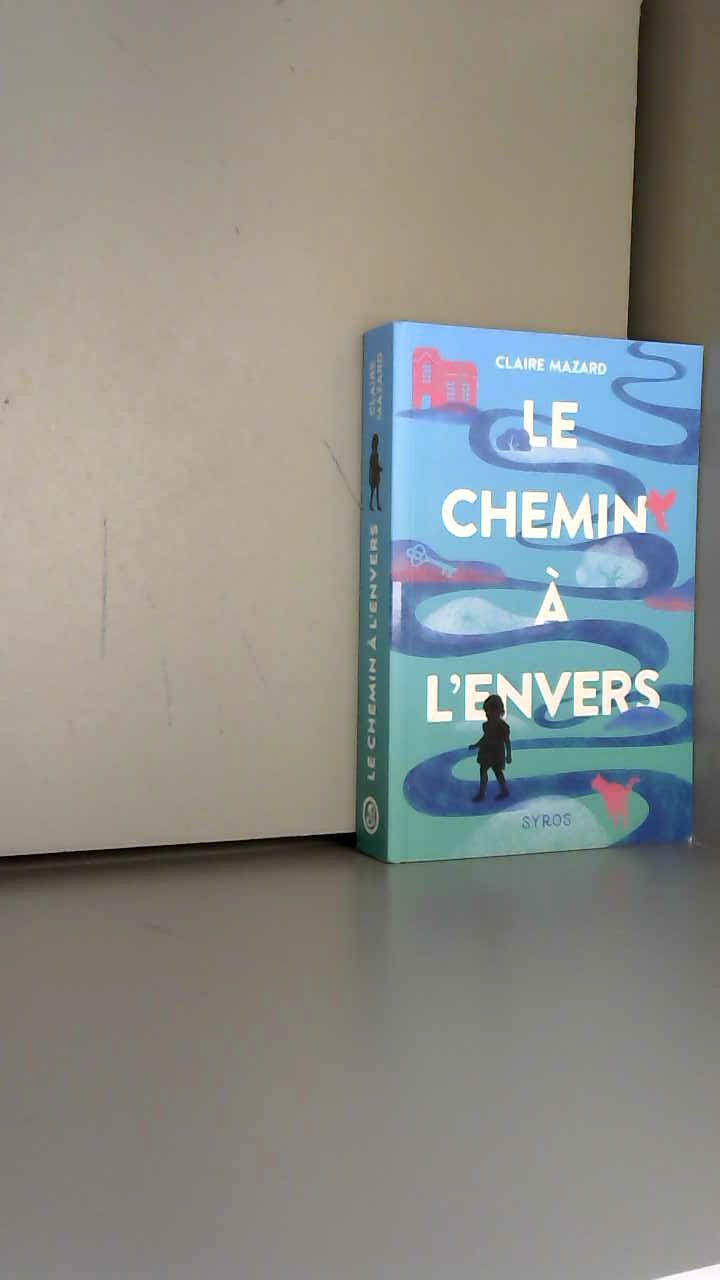 CLAIRE
MAZARD
LE CHEMIN À L'ENVERS
CLAIRE MAZARD
LE
CHEMIN
À
L'ENVERS
SYROS